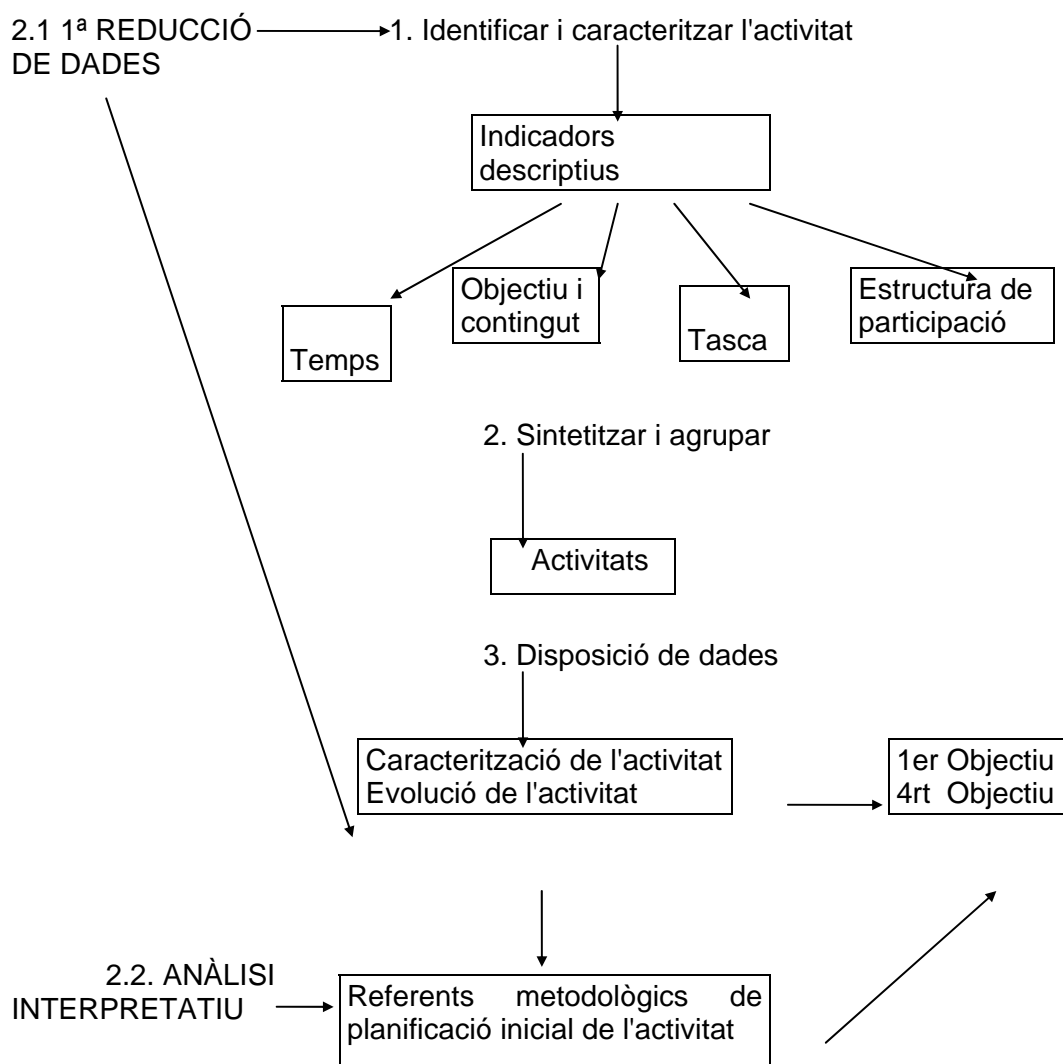 2.1 1ª REDUCCIÓ
DE DADES
1. Identificar i caracteritzar l'activitat
Indicadors
descriptius
Temps
Objectiu i
contingut
Tasca
Estructura de
participació
2. Sintetitzar i agrupar
Activitats
3. Disposició de dades
Caracterització de l'activitat
Evolució de l'activitat
1er Objectiu
4rt Objectiu
2.2. ANÀLISI
INTERPRETATIU
Referents metodològics de
planificació inicial de l'activitat